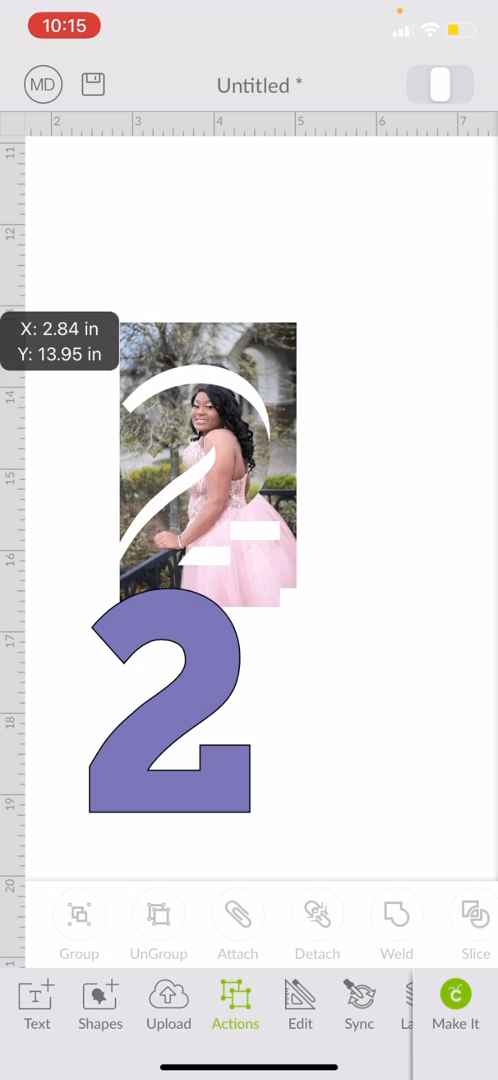 10:15
MD
Untitled *
2 3 4 5 6 7
11
12
X: 2.84 in
Y: 13.95 in
14
15
16
2
17
18
19
20
Group UnGroup Attach Detach Weld Slice
Text Shapes Upload Actions Edit Sync La Make It